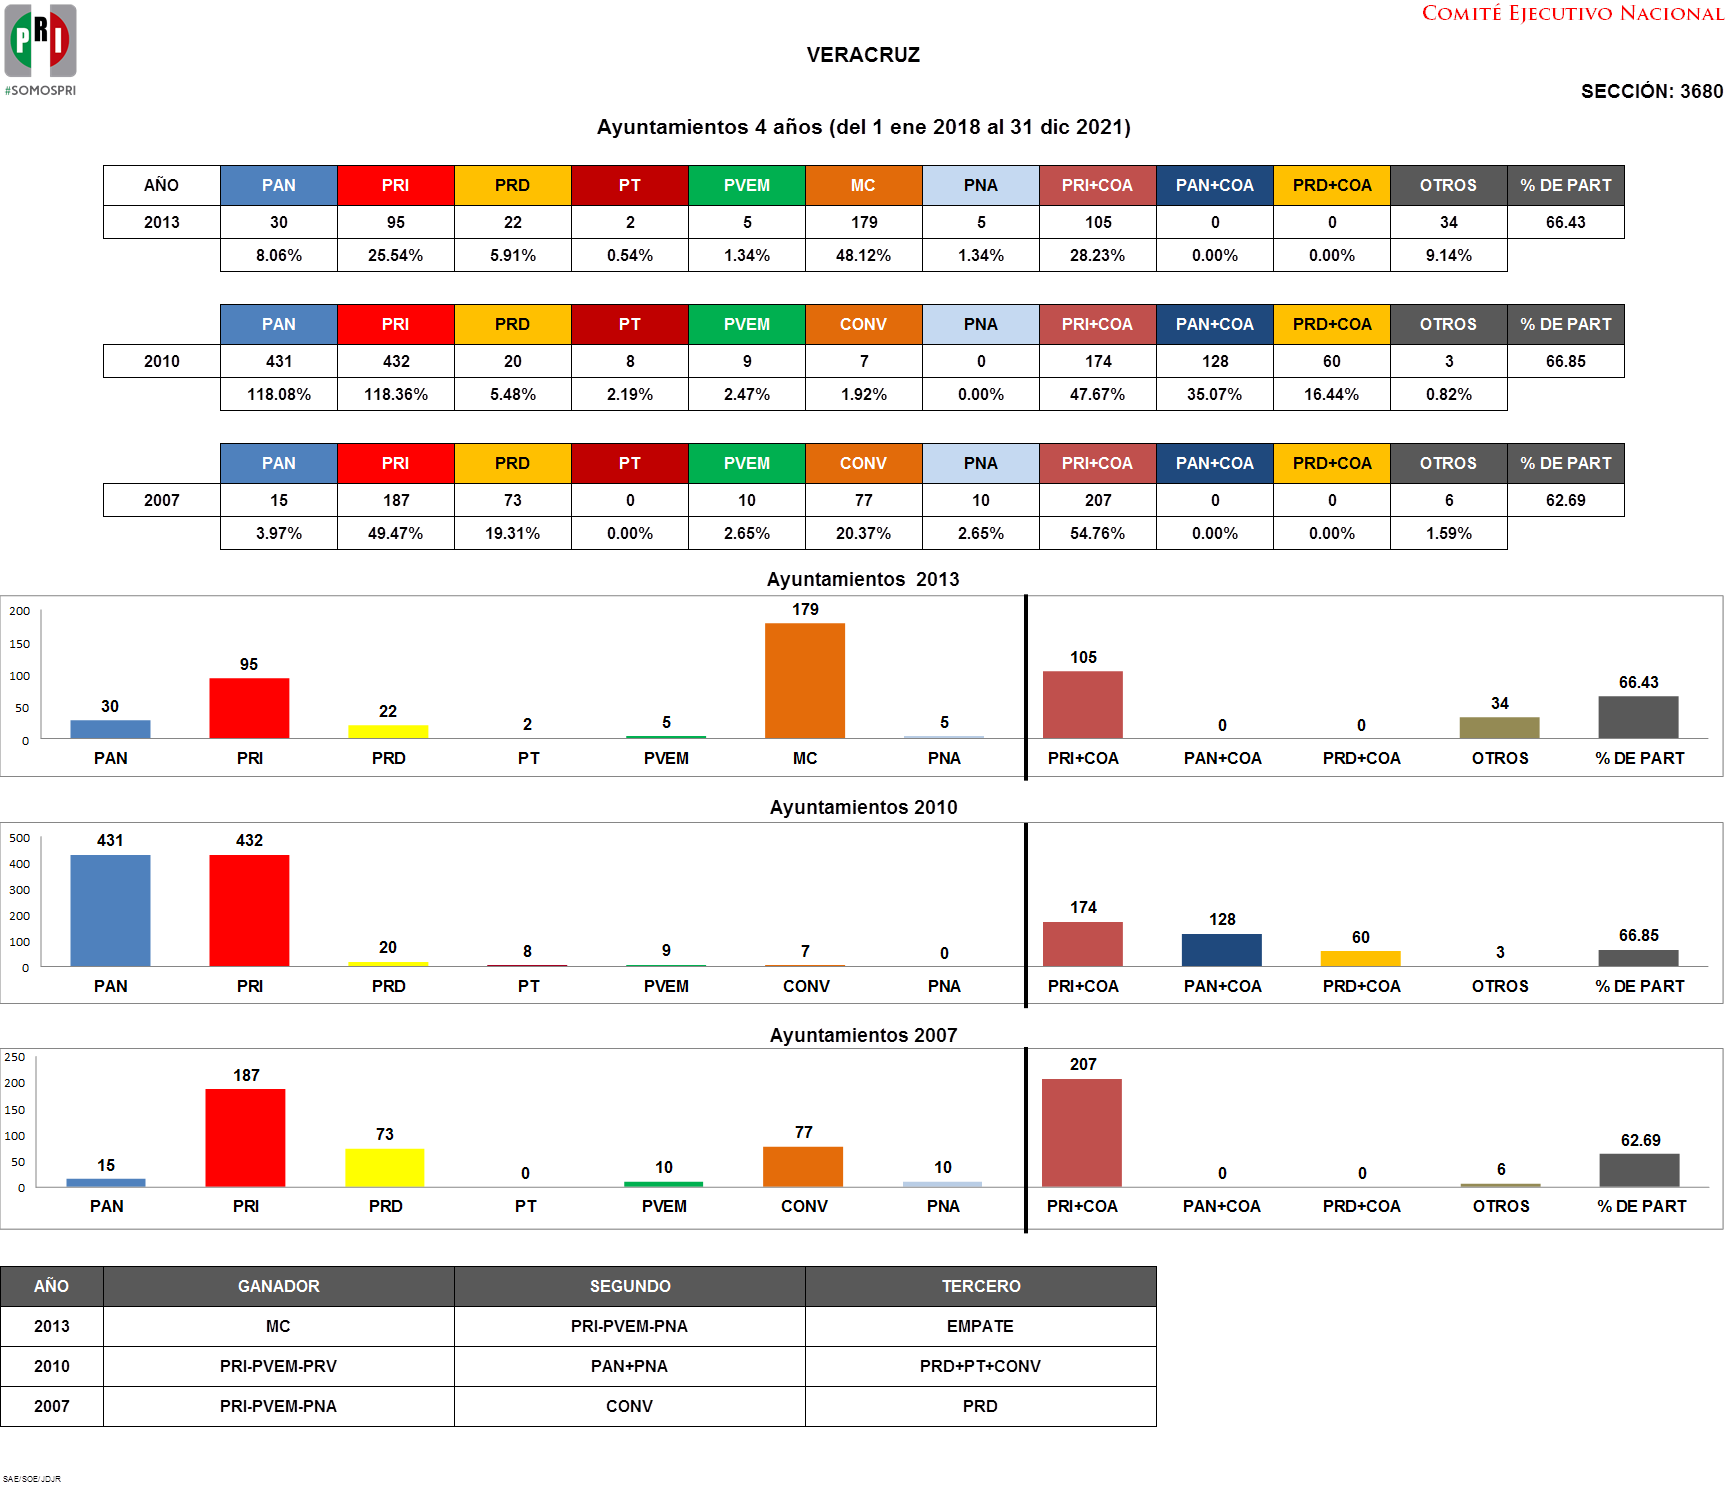 PRI
#SOMOSPRI
COMITÉ EJECUTIVO NACIONAL
VERACRUZ
SECCIÓN: 3680
Ayuntamientos 4 años (del 1 ene 2018 al 31 dic 2021)
AÑO PAN PRI PRD PT PVEM MC PNA PRI+COA PAN+COA PRD+COA OTROS % DE PART
2013 30 95 22 2 5 179 5 105 0 0 34 66.43
8.06% 25.54% 5.91% 0.54% 1.34% 48.12% 1.34% 28.23% 0.00% 0.00% 9.14%
PAN PRI PRD PT PVEM CONV PNA PRI+COA PAN+COA PRD+COA OTROS % DE PART
2010 431 432 20 8 9 7 0 174 128 60 3 66.85
118.08% 118.36% 5.48% 2.19% 2.47% 1.92% 0.00% 47.67% 35.07% 16.44% 0.82%
PAN PRI PRD PT PVEM CONV PNA PRI+COA PAN+COA PRD+COA OTROS % DE PART
2007 15 187 73 0 10 77 10 207 0 0 6 62.69
3.97% 49.47% 19.31% 0.00% 2.65% 20.37% 2.65% 54.76% 0.00% 0.00% 1.59%
Ayuntamientos 2013
200
150
100
50
0
30 95 22 2 5 179 5 105 0 0 34 66.43
PAN PRI PRD PT PVEM MC PNA PRI+COA PAN+COA PRD+COA OTROS % DE PART
Ayuntamientos 2010
500
400
300
200
100
0
431 432 20 8 9 7 0 174 128 60 3 66.85
PAN PRI PRD PT PVEM CONV PNA PRI+COA PAN+COA PRD+COA OTROS % DE PART
Ayuntamientos 2007
250
200
150
100
50
0
15 187 73 0 10 77 10 207 0 0 6 62.69
PAN PRI PRD PT PVEM CONV PNA PRI+COA PAN+COA PRD+COA OTROS % DE PART
AÑO GANADOR SEGUNDO TERCERO
2013 MC PRI-PVEM-PNA EMPATE
2010 PRI-PVEM-PRV PAN+PNA PRD+PT+CONV
2007 PRI-PVEM-PNA CONV PRD
SAE/SOE/JDJR